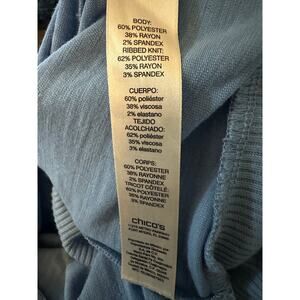 BODY:
60% POLYESTER
38% RAYON
2% SPANDEX
RIBBED KNIT:
62% POLYESTER
35% RAYON
3% SPANDEX
CUERPO:
60% poliéster
38% viscosa
2% elastano
TEJIDO
ACOLCHADO:
62% poliéster
35% viscosa
3% elastano
CORPS:
60% POLYESTER
38% RAYONNE
2% SPANDEX
TRICOT CÔTELÉ:
62% POLYESTER
35% RAYONNE
3% SPANDEX
chico's